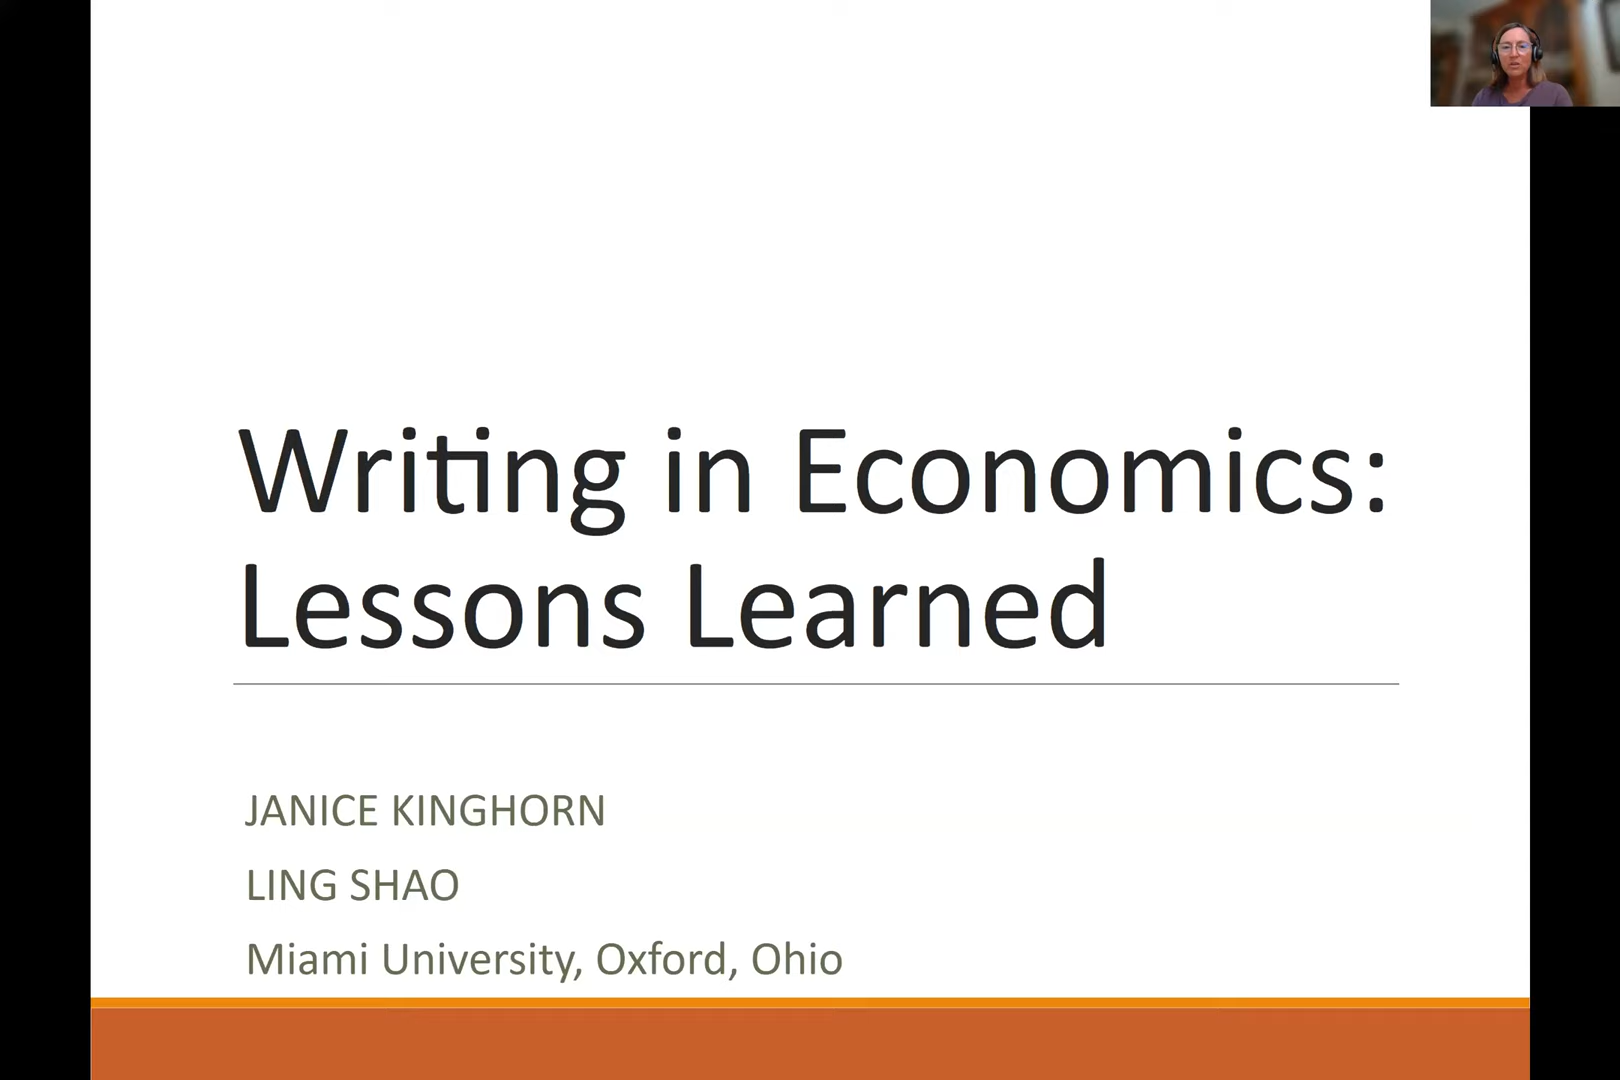 Writing in Economics:
Lessons Learned
JANICE KINGHORN
LING SHAO
Miami University, Oxford, Ohio